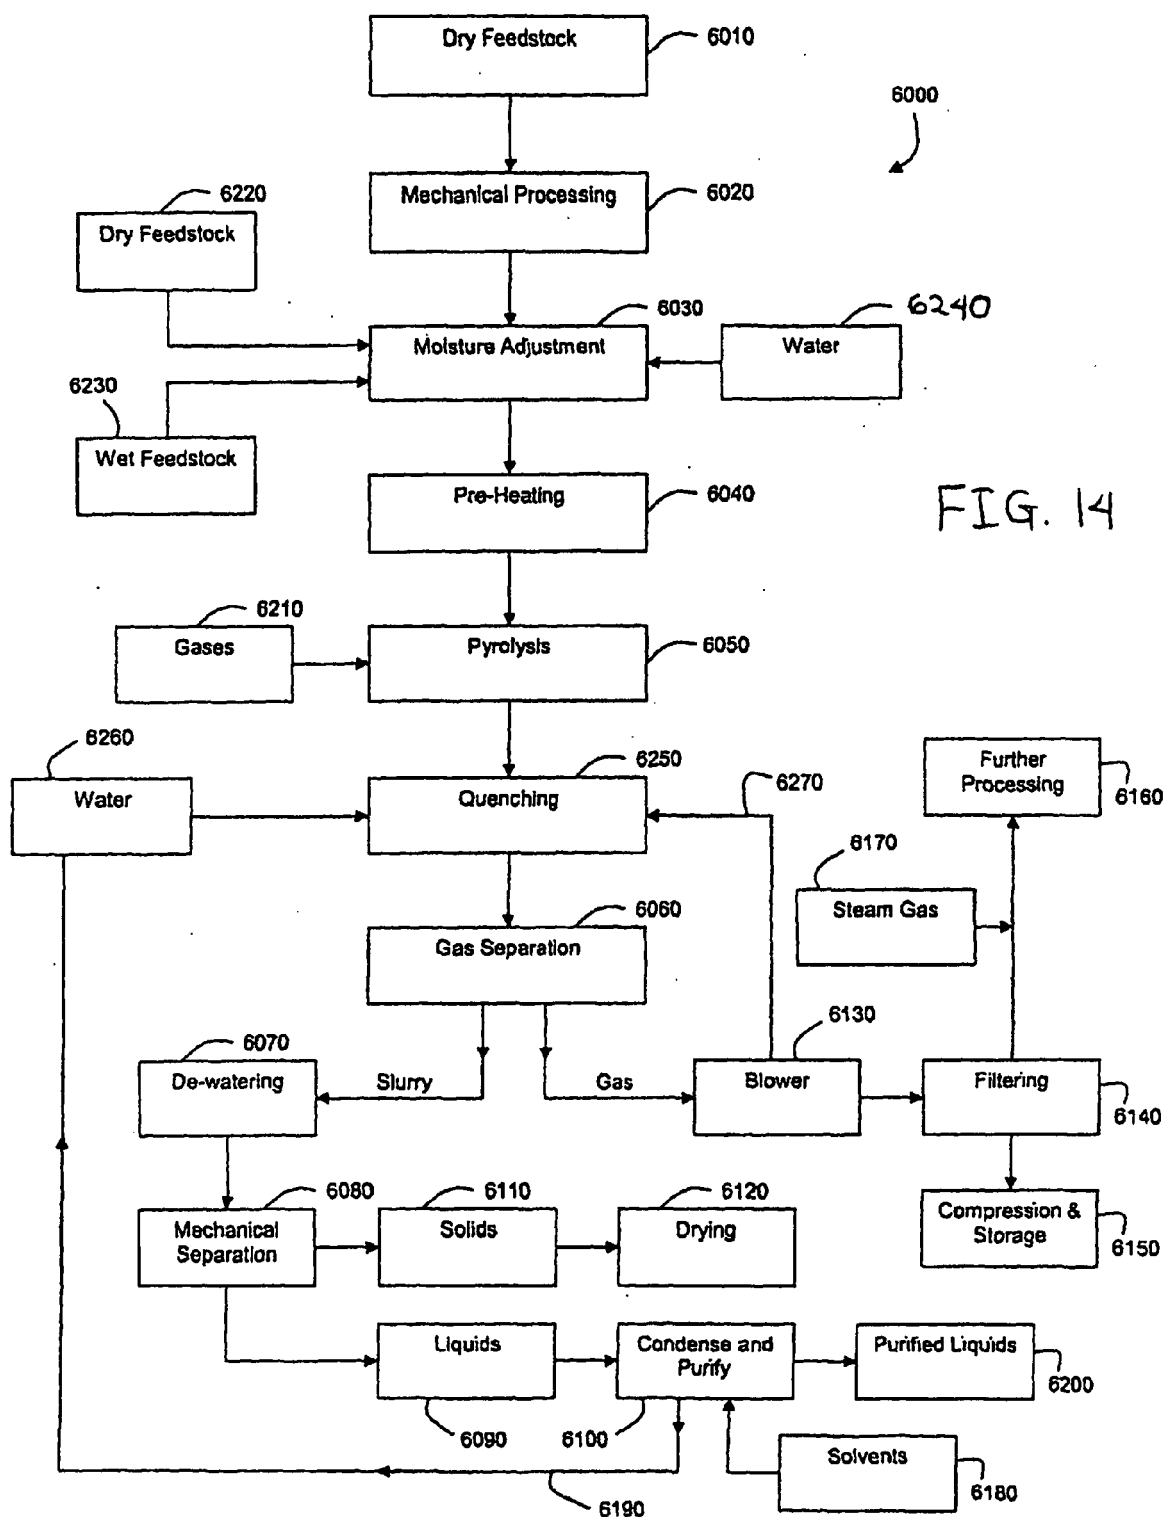 Dry Feedstock
6010
6000
Mechanical Processing
6020
6220
Dry Feedstock
6030
Moisture Adjustment
6240
Water
6230
Wet Feedstock
Pre-Heating
6040
FIG. 14
6210
Gases
Pyrolysis
6050
6260
Water
6250
Quenching
6270
Further
Processing
6160
6170
Steam Gas
6060
Gas Separation
6070
De-watering
Slurry
Gas
6130
Blower
Filtering
6140
6080
Mechanical
Separation
6110
Solids
6120
Drying
Compression &
Storage
6150
Liquids
6090
Condense and
Purify
6100
Purified Liquids
6200
Solvents
6180
6190